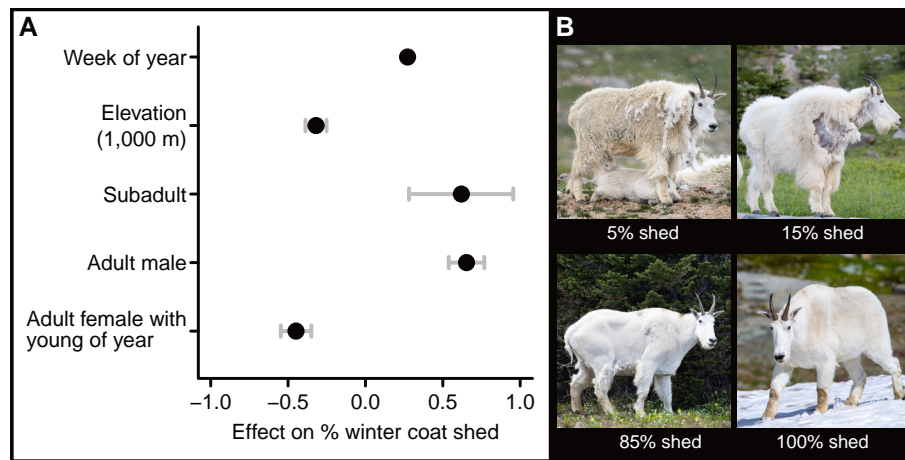 A
Week of year
Elevation
(1,000 m)
Subadult
Adult male
Adult female with
young of year
−1.0 −0.5 0.0 0.5 1.0
Effect on % winter coat shed
B
5% shed 15% shed
85% shed 100% shed